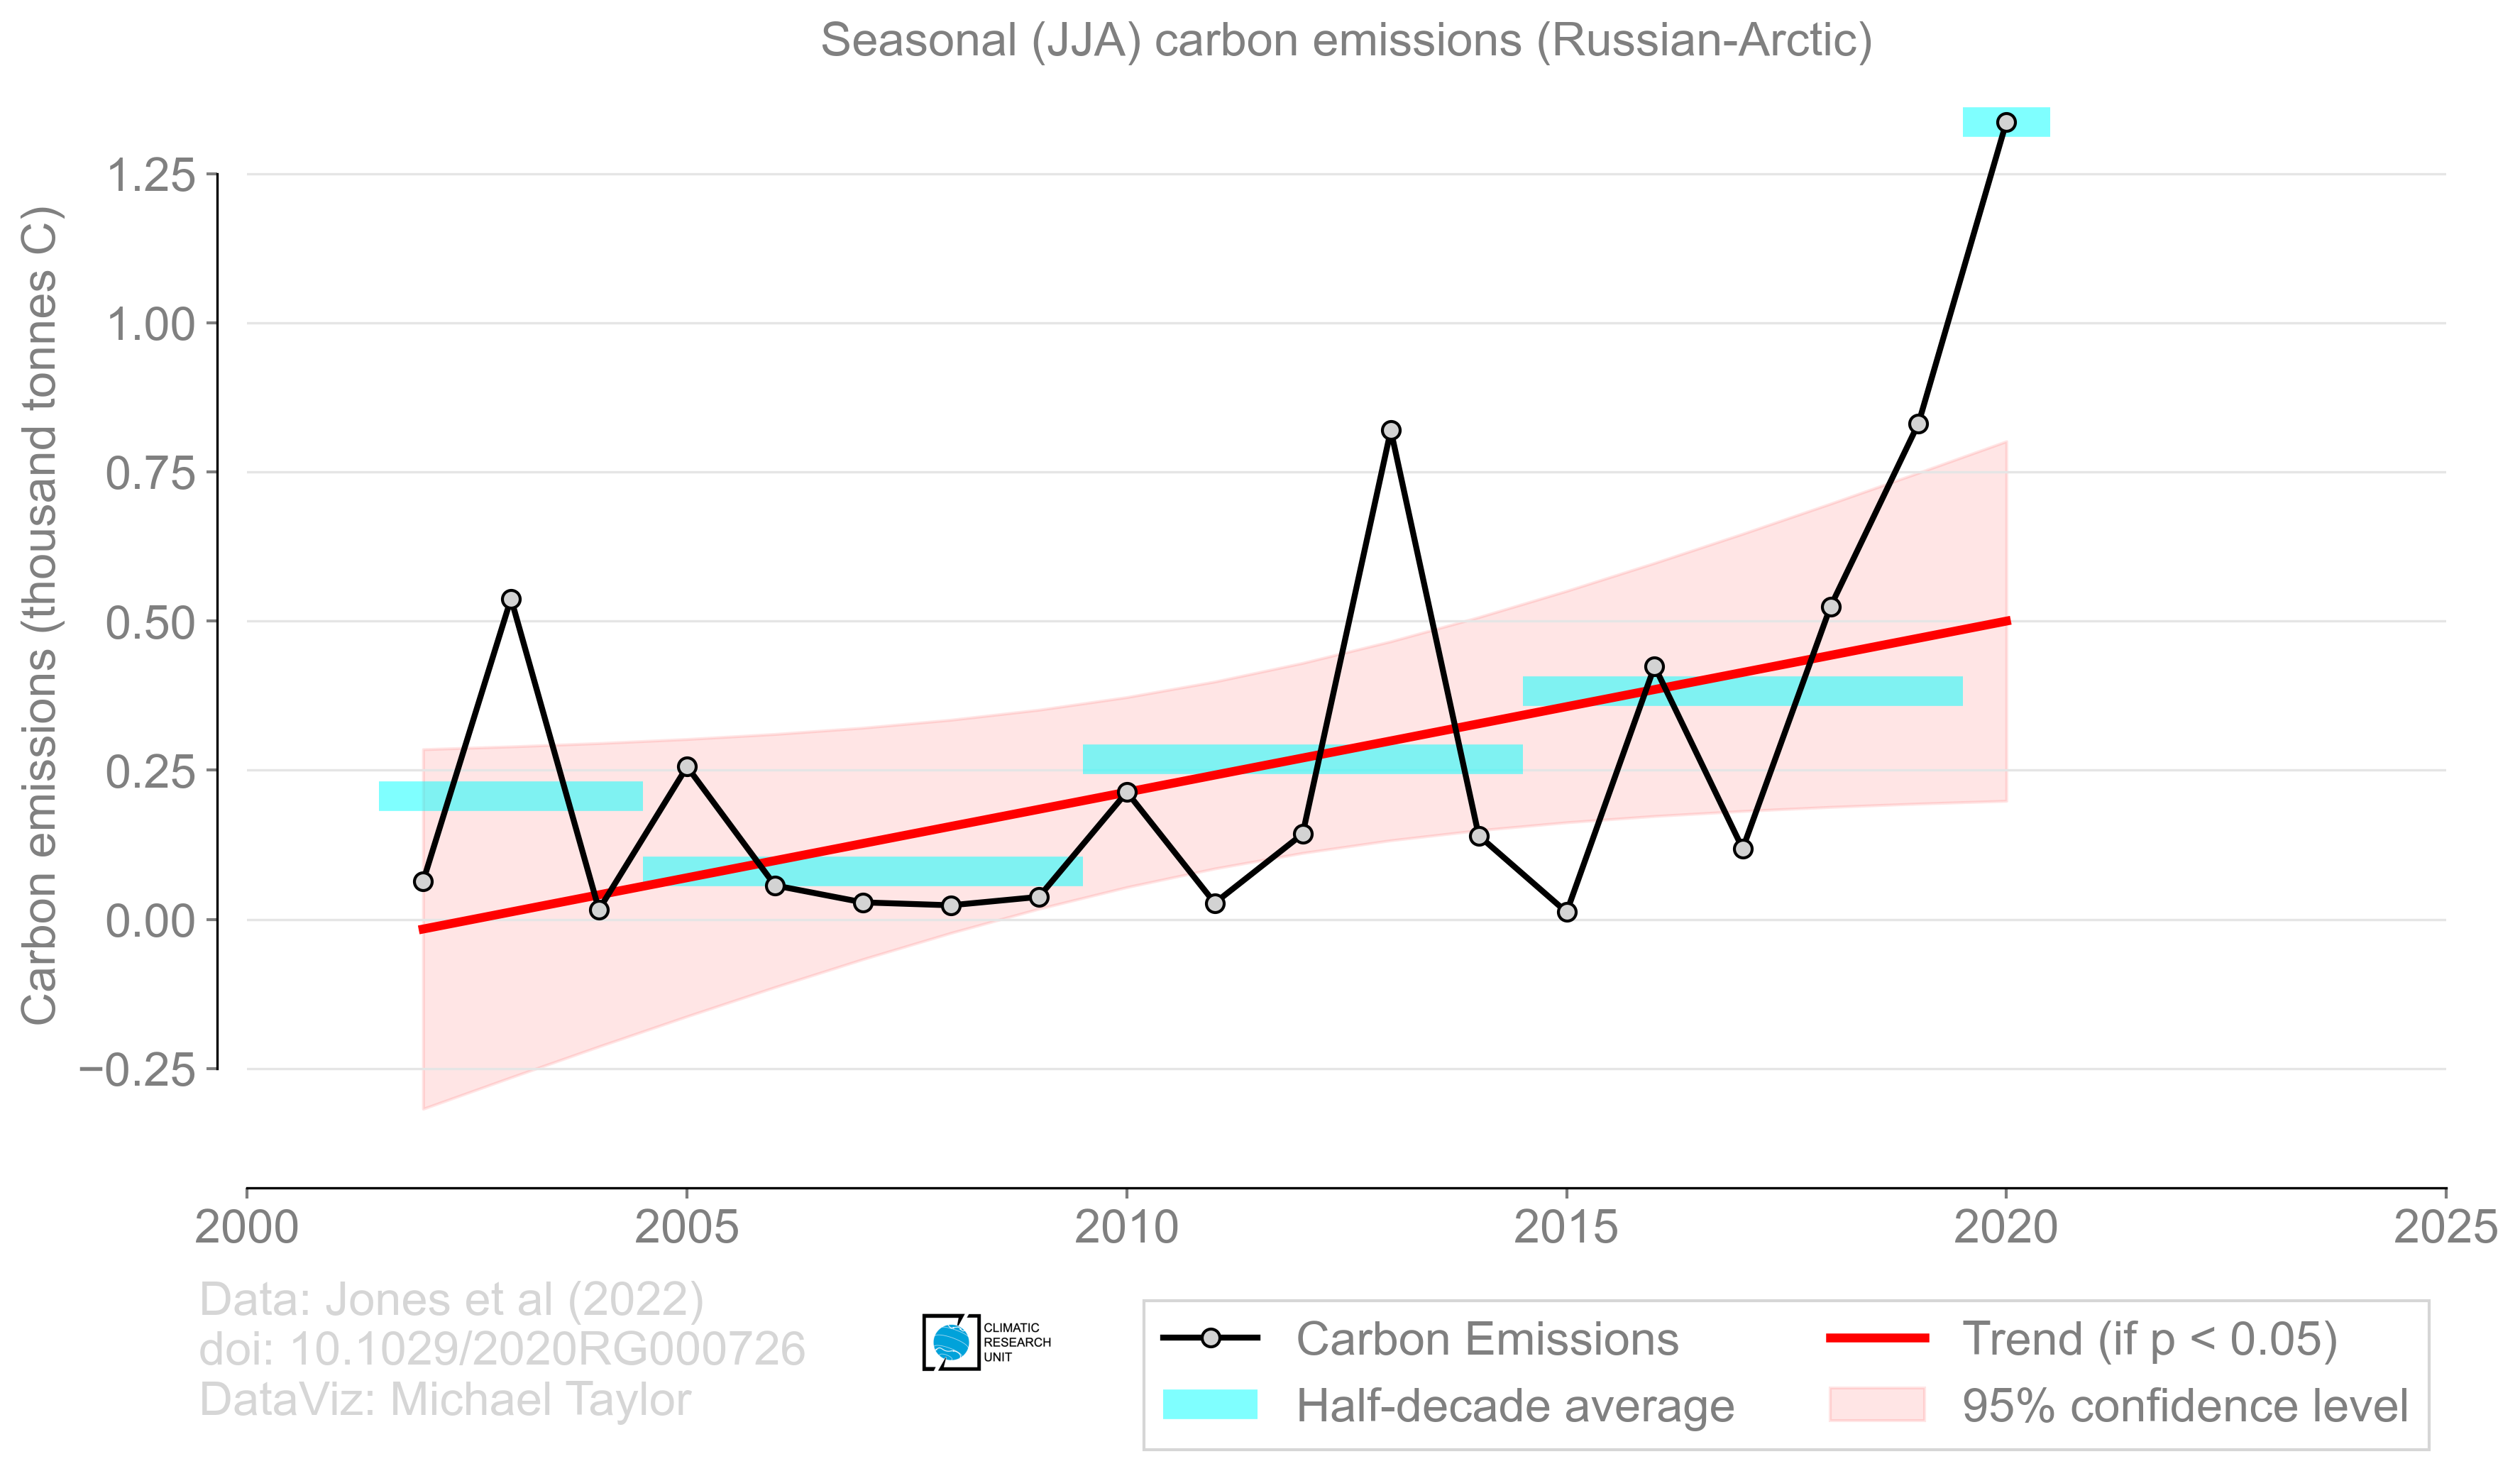 Seasonal (JJA) carbon emissions (Russian-Arctic)
Carbon emissions (thousand tonnes C)
1.25
1.00
0.75
0.50
0.25
0.00
−0.25
2000 2005 2010 2015 2020 2025
Data: Jones et al (2022)
doi: 10.1029/2020RG000726
DataViz: Michael Taylor
CLIMATIC
RESEARCH
UNIT
Carbon Emissions
Half-decade average
Trend (if p < 0.05)
95% confidence level